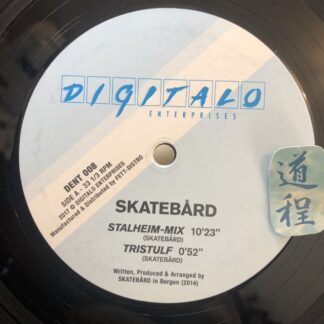 DIGITALO
ENTERPRISES
DENT 008
SIDE A - 33 1/3 RPM
2017 © DIGITALO ENTERPRISES
Manufactured & Distributed by FETT-DISTRO
SKATEBÅRD
STALHEIM-MIX 10'23"
(SKATEBÅRD)
TRISTULF 0'52"
(SKATEBÅRD)
Written, Produced & Arranged by
SKATEBÅRD in Bergen (2014)
道
程